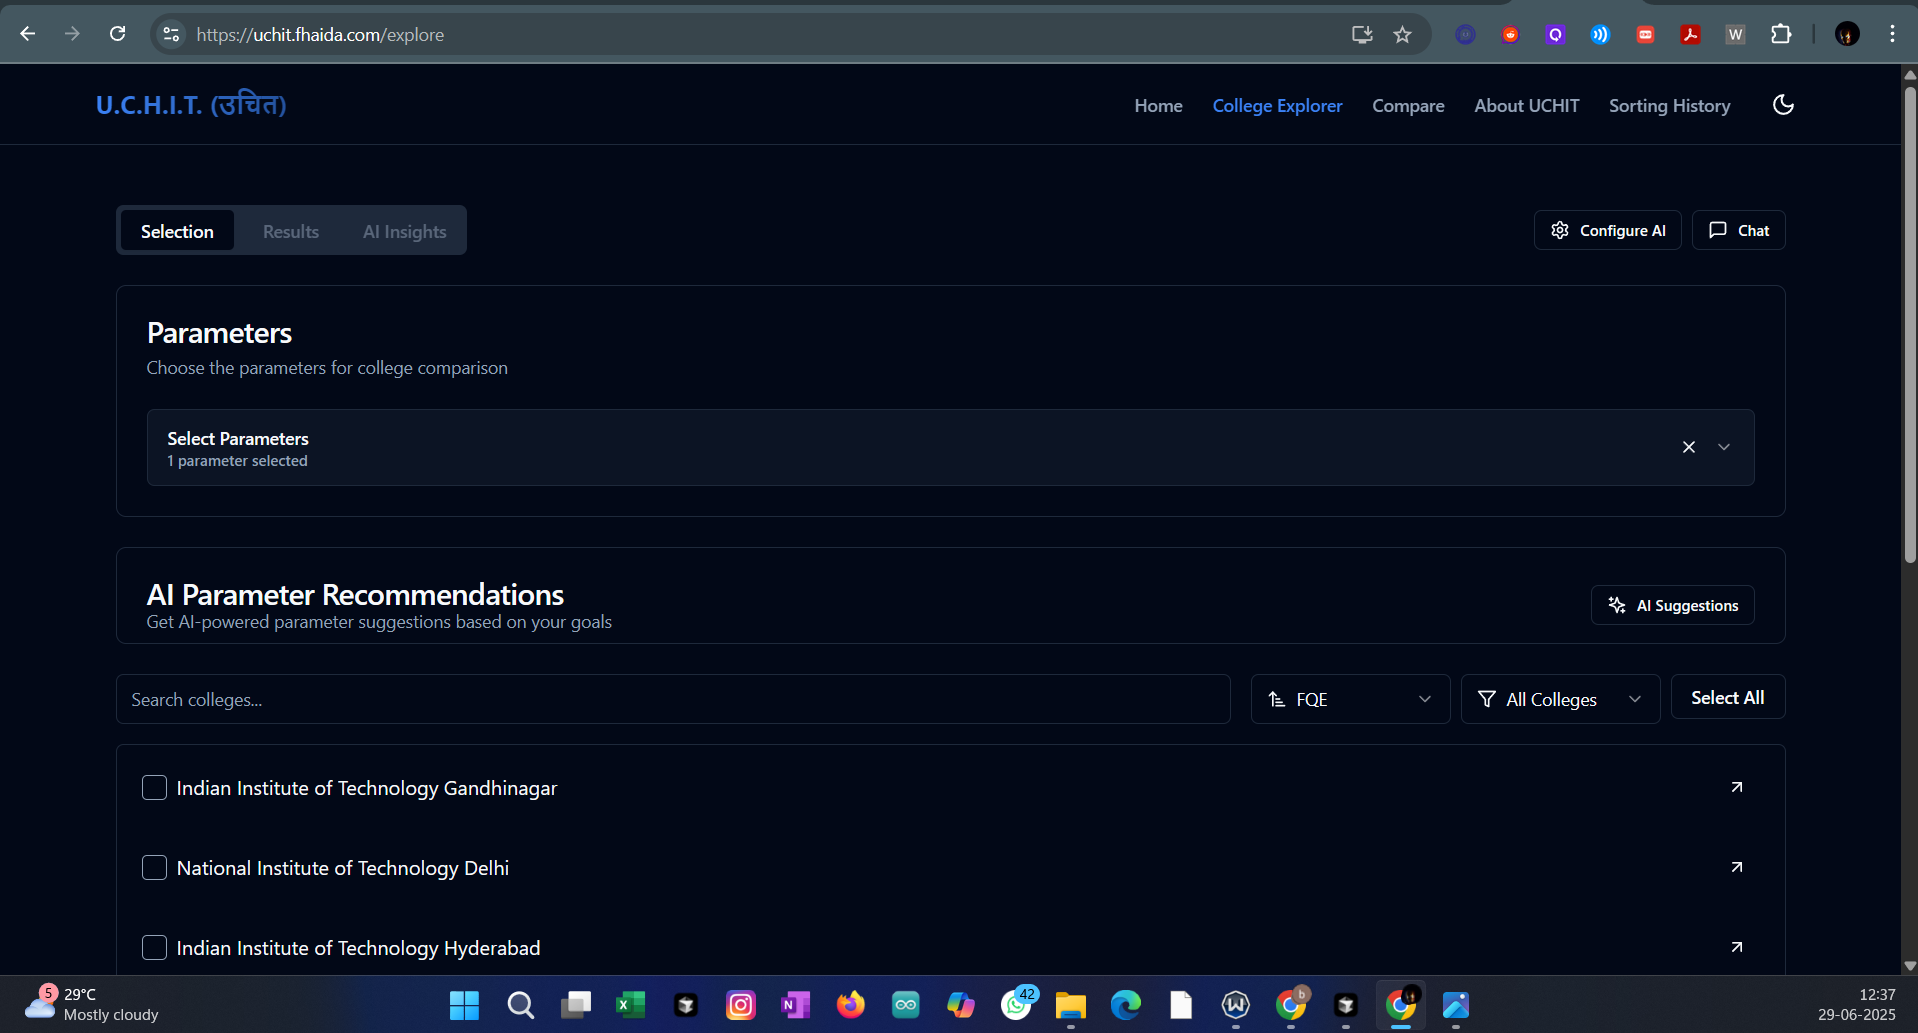 https://uchit.fhaida.com/explore
W
U.C.H.I.T. (उचित)
Home
College Explorer
Compare
About UCHIT
Sorting History
Selection
Results
AI Insights
Configure AI
Chat
Parameters
Choose the parameters for college comparison
Select Parameters
1 parameter selected
AI Parameter Recommendations
Get AI-powered parameter suggestions based on your goals
AI Suggestions
Search colleges...
FQE
All Colleges
Select All
Indian Institute of Technology Gandhinagar
National Institute of Technology Delhi
Indian Institute of Technology Hyderabad
5
29°C
Mostly cloudy
42
b
12:37
29-06-2025